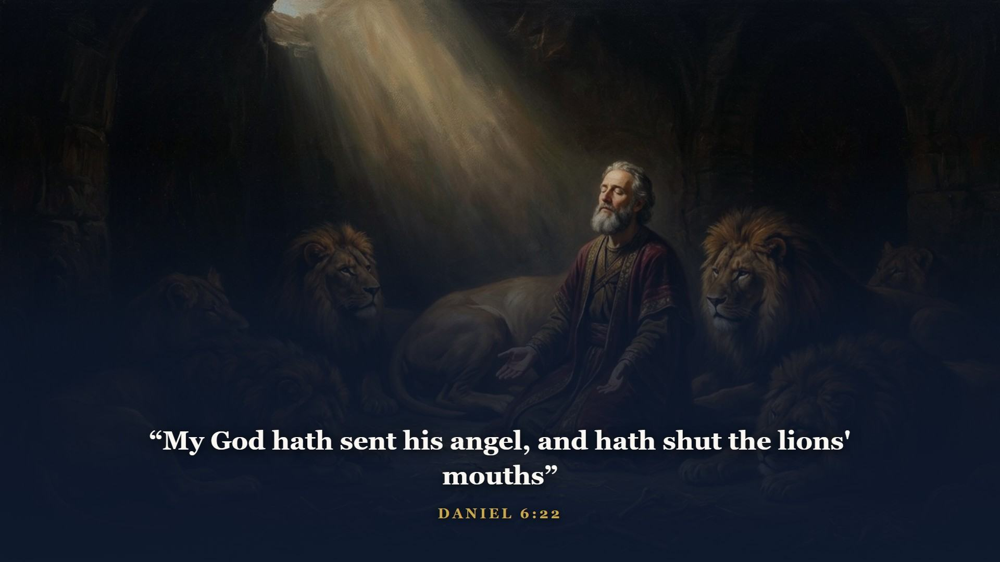 “My God hath sent his angel, and hath shut the lions'
mouths”
DANIEL 6:22